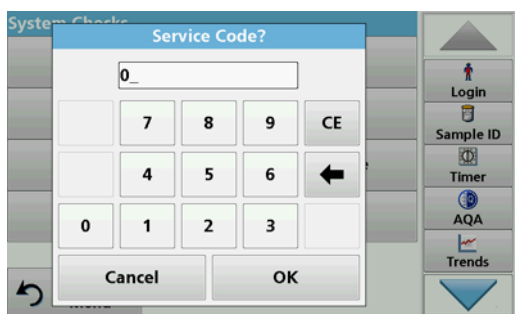 System Checks
Service Code?
0_
7 8 9 CE
4 5 6
0 1 2 3
Cancel OK
Menu
Login
Sample ID
Timer
AQA
Trends